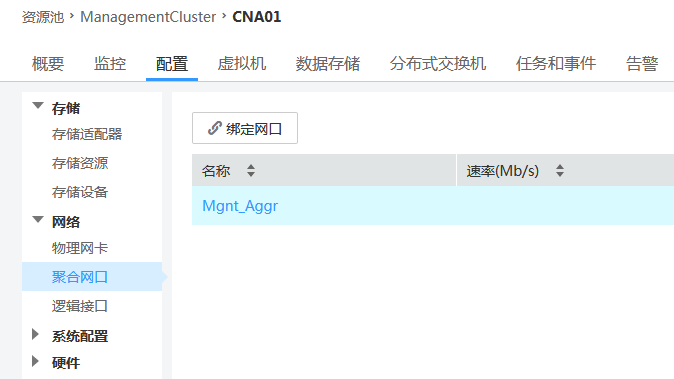 资源池 > ManagementCluster > CNA01
概要 监控 配置 虚拟机 数据存储 分布式交换机 任务和事件 告警
存储
存储适配器
存储资源
存储设备
网络
物理网卡
聚合网口
逻辑接口
系统配置
硬件
绑定网口
名称 速率(Mb/s)
Mgnt_Aggr